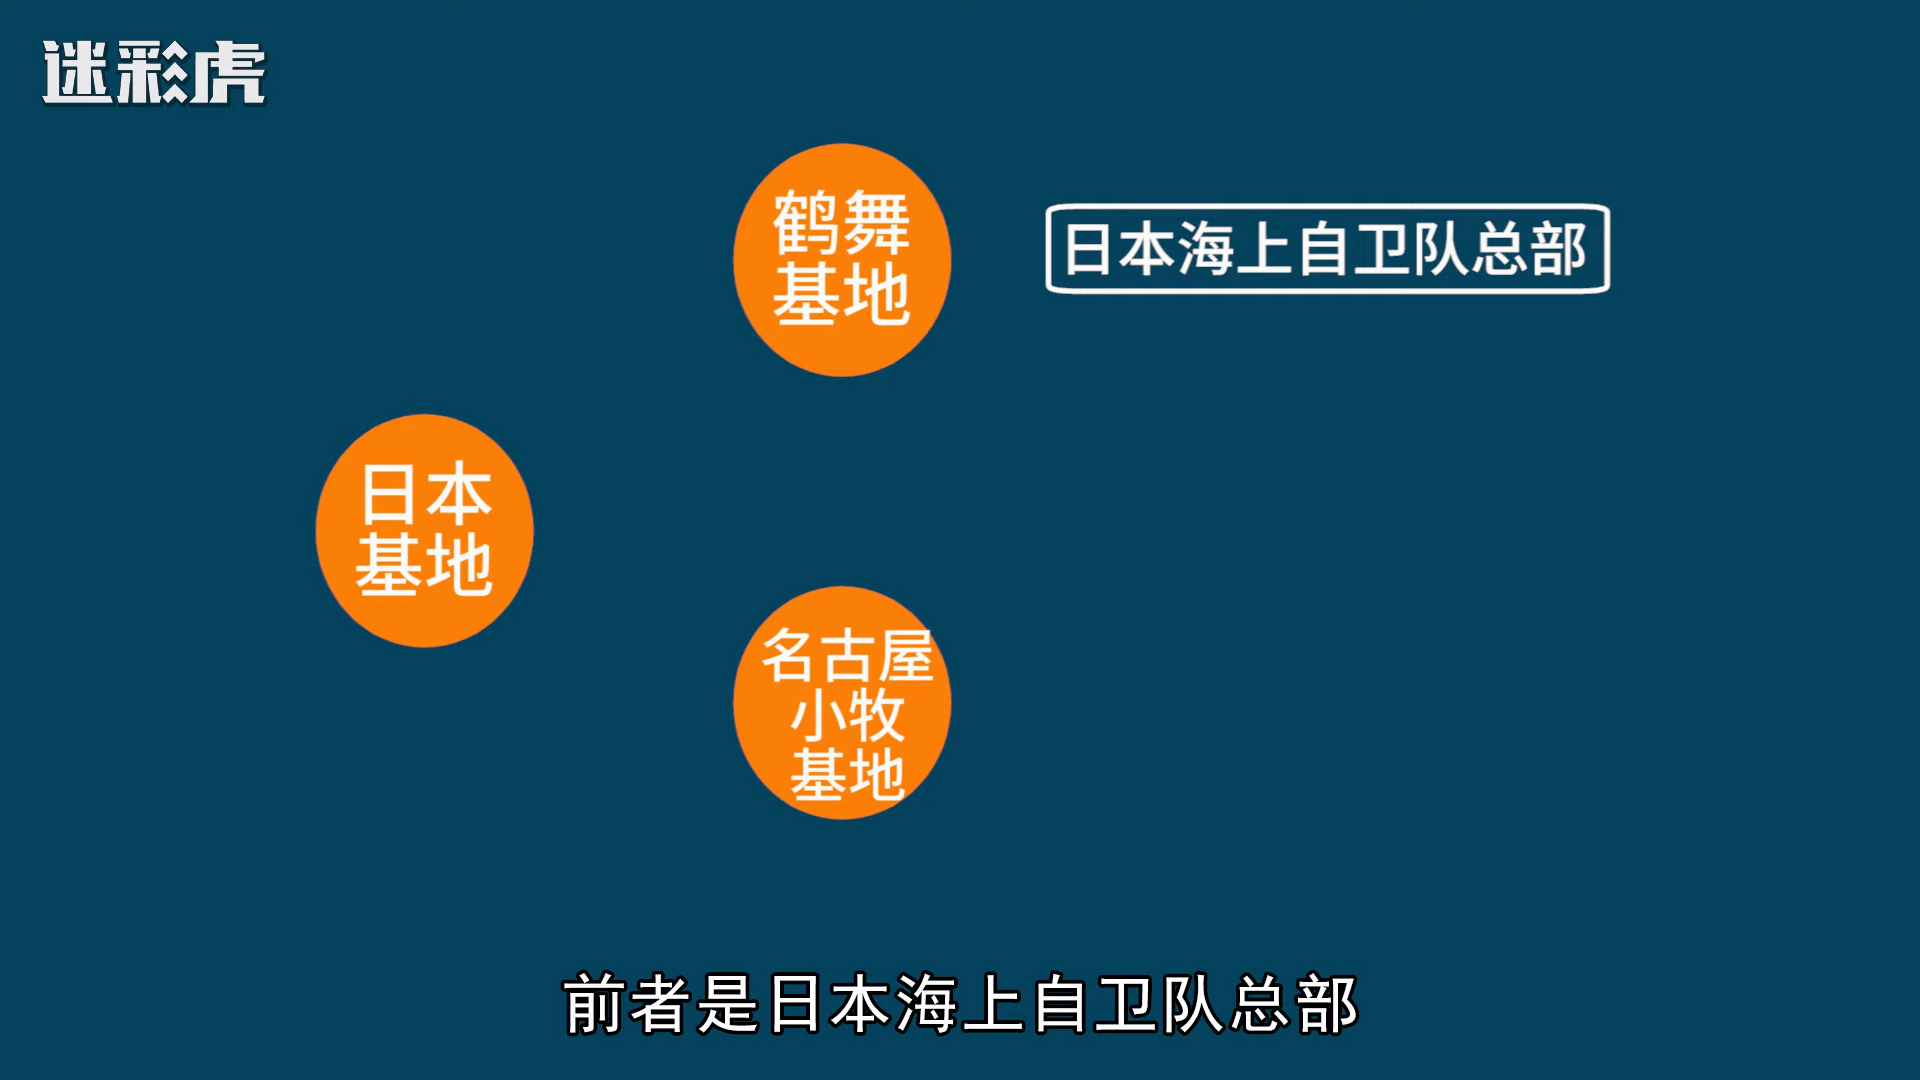 迷彩虎
鹤舞
基地
日本海上自卫队总部
日本
基地
名古屋
小牧
基地
前者是日本海上自卫队总部